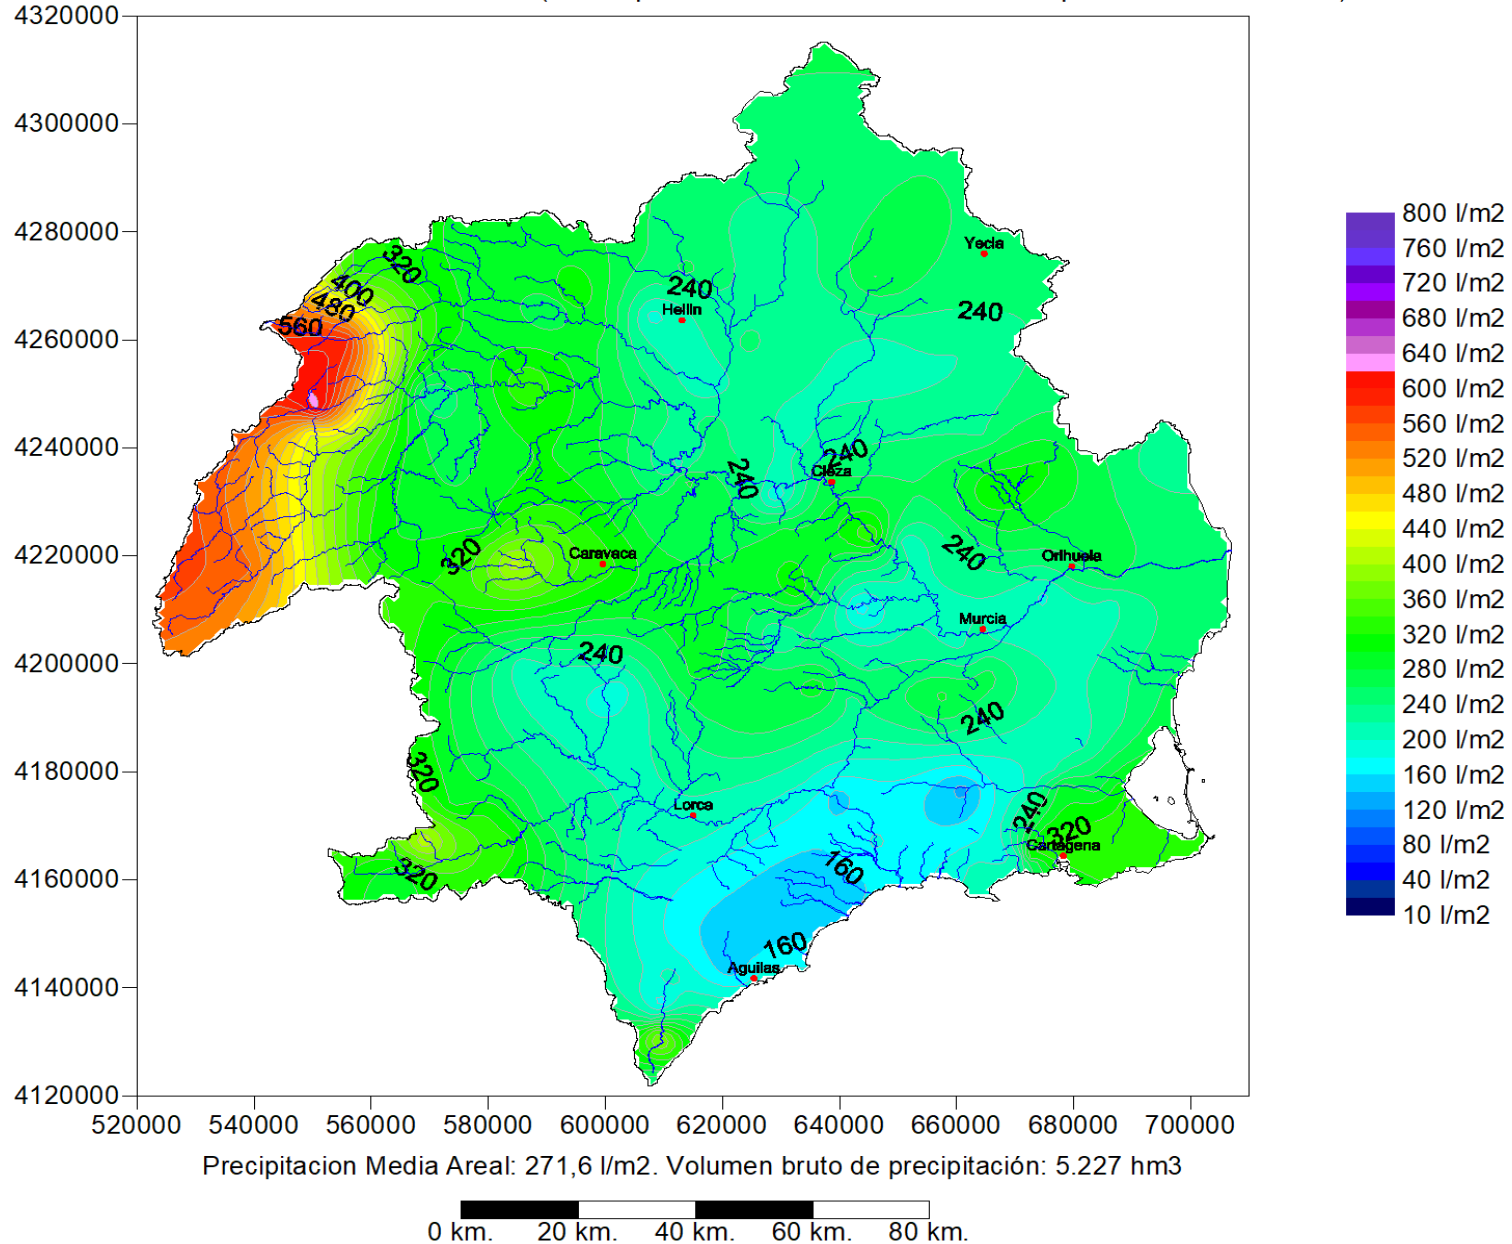 4320000
4300000
4280000
4260000
4240000
4220000
4200000
4180000
4160000
4140000
4120000
520000 540000 560000 580000 600000 620000 640000 660000 680000 700000
320
400
480
560
240
Hellin
Yecla
240
240
Cieza
240
320
Caravaca
240
Orihuela
Murcia
240
240
320
Lorca
240
320
Cartagena
320
160
160
Aguilas
800 l/m2
760 l/m2
720 l/m2
680 l/m2
640 l/m2
600 l/m2
560 l/m2
520 l/m2
480 l/m2
440 l/m2
400 l/m2
360 l/m2
320 l/m2
280 l/m2
240 l/m2
200 l/m2
160 l/m2
120 l/m2
80 l/m2
40 l/m2
10 l/m2
Precipitacion Media Areal: 271,6 l/m2. Volumen bruto de precipitación: 5.227 hm3
0 km. 20 km. 40 km. 60 km. 80 km.